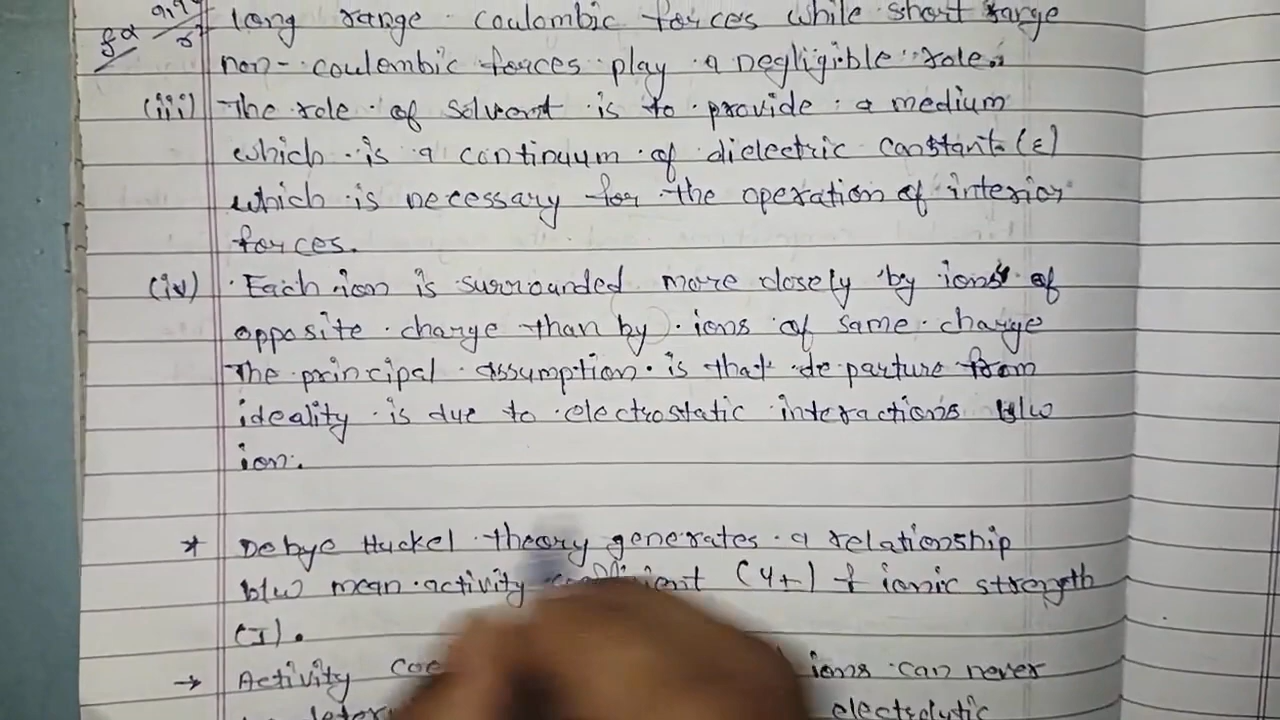 long range coulombic forces while short range
non-coulombic forces play a negligible role.
(iii) The role of solvent is to provide a medium
which is a continuum of dielectric constant (ε)
which is necessary for the operation of interior
forces.
(iv) Each ion is surrounded more closely by ions of
opposite charge than by ions of same charge
The principal assumption is that departure from
ideality is due to electrostatic interactions b/w
ion.
* Debye Huckel theory generates a relationship
b/w mean activity coefficient (γ±) & ionic strength
(I).
→ Activity ions can never
electrolytic